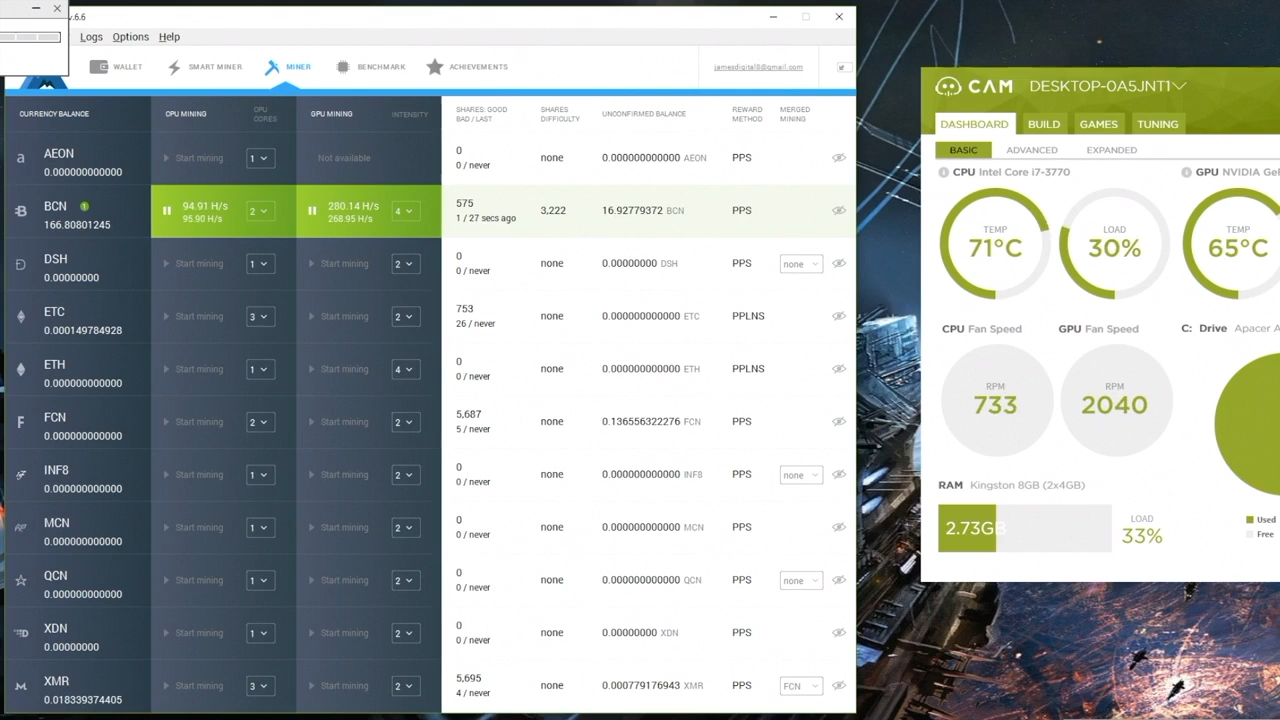 v.6.6
Logs Options Help
WALLET SMART MINER MINER BENCHMARK ACHIEVEMENTS jamesdigital8@gmail.com
CURRENCY BALANCE CPU MINING CPU CORES GPU MINING INTENSITY SHARES: GOOD BAD / LAST SHARES DIFFICULTY UNCONFIRMED BALANCE REWARD METHOD MERGED MINING
AEON 0.000000000000 Start mining 1 Not available 0 0 / never none 0.000000000000 AEON PPS
BCN 166.80801245 94.91 H/s 95.90 H/s 2 280.14 H/s 268.95 H/s 4 575 1 / 27 secs ago 3,222 16.92779372 BCN PPS
DSH 0.00000000 Start mining 1 Start mining 2 0 0 / never none 0.00000000 DSH PPS none
ETC 0.000149784928 Start mining 3 Start mining 2 753 26 / never none 0.000000000000 ETC PPLNS
ETH 0.000000000000 Start mining 1 Start mining 4 0 0 / never none 0.000000000000 ETH PPLNS
FCN 0.000000000000 Start mining 2 Start mining 2 5,687 5 / never none 0.136556322276 FCN PPS
INF8 0.000000000000 Start mining 1 Start mining 2 0 0 / never none 0.000000000000 INF8 PPS none
MCN 0.000000000000 Start mining 1 Start mining 2 0 0 / never none 0.000000000000 MCN PPS
QCN 0.000000000000 Start mining 1 Start mining 2 0 0 / never none 0.000000000000 QCN PPS none
XDN 0.00000000 Start mining 1 Start mining 2 0 0 / never none 0.00000000 XDN PPS
XMR 0.018339374405 Start mining 3 Start mining 2 5,695 4 / never none 0.000779176943 XMR PPS FCN
CAM DESKTOP-0A5JNT1
DASHBOARD BUILD GAMES TUNING
BASIC ADVANCED EXPANDED
CPU Intel Core i7-3770 GPU NVIDIA GeF
TEMP 71°C LOAD 30% TEMP 65°C
CPU Fan Speed GPU Fan Speed C: Drive Apacer A
RPM 733 RPM 2040
RAM Kingston 8GB (2x4GB)
2.73GB LOAD 33%
Used
Free